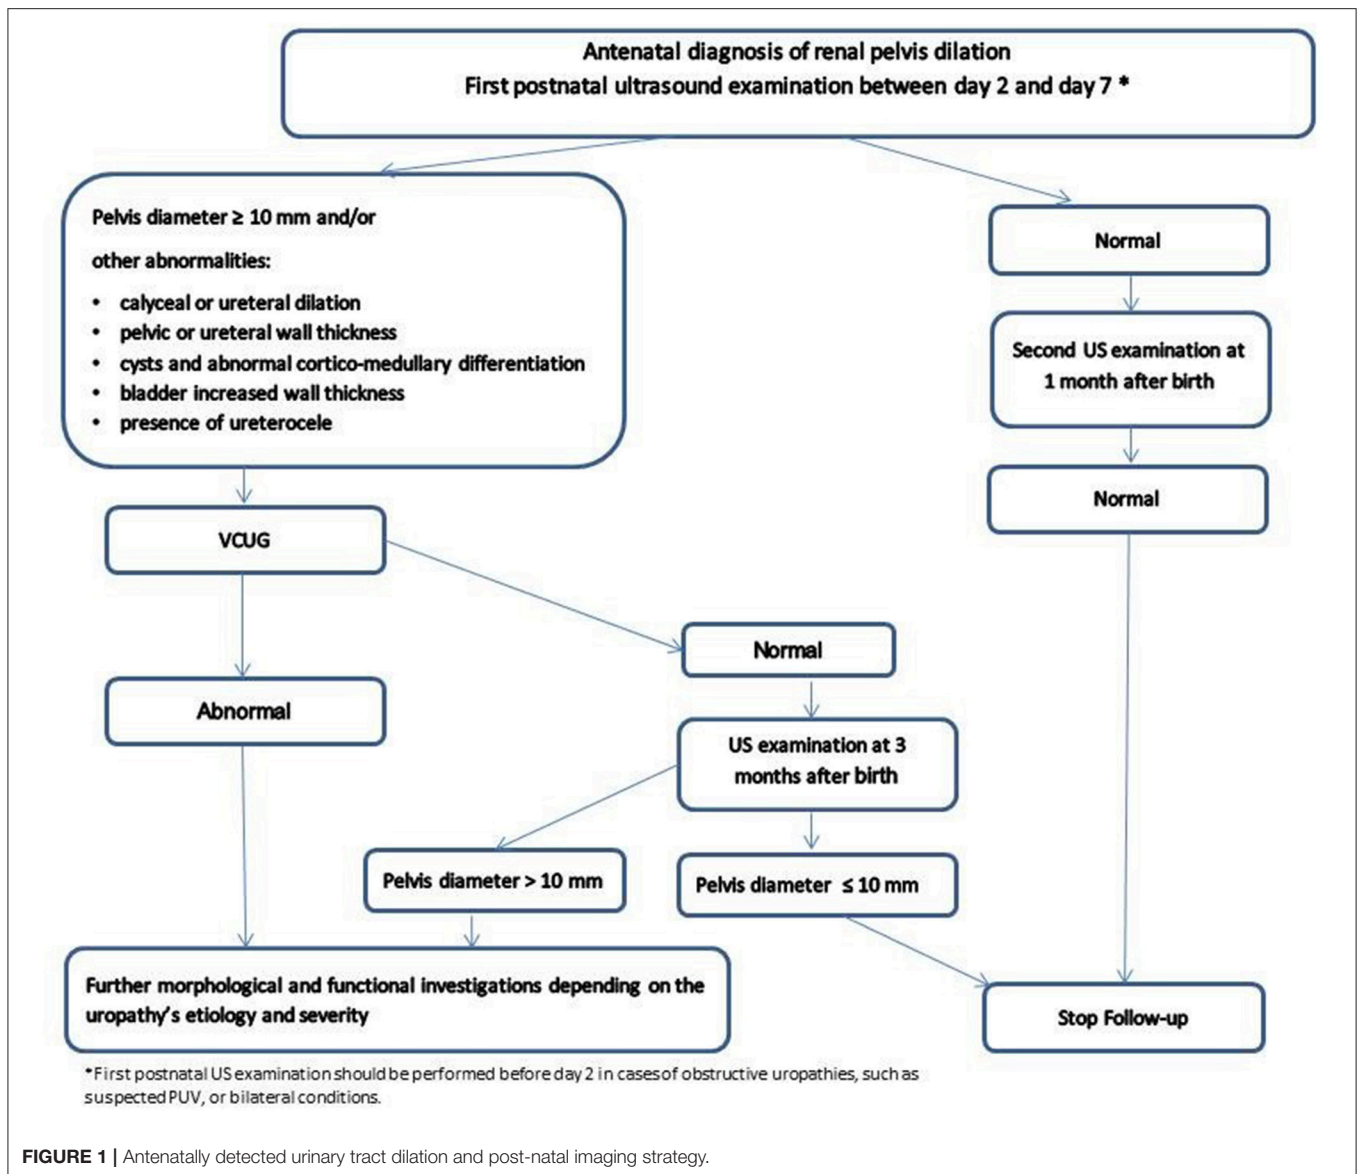 Antenatal diagnosis of renal pelvis dilation
First postnatal ultrasound examination between day 2 and day 7 *
Pelvis diameter ≥ 10 mm and/or
other abnormalities:
• calyceal or ureteral dilation
• pelvic or ureteral wall thickness
• cysts and abnormal cortico-medullary differentiation
• bladder increased wall thickness
• presence of ureterocele
Normal
Second US examination at
1 month after birth
Normal
VCUG
Normal
Abnormal
US examination at 3
months after birth
Pelvis diameter > 10 mm
Pelvis diameter ≤ 10 mm
Further morphological and functional investigations depending on the
uropathy's etiology and severity
Stop Follow-up
*First postnatal US examination should be performed before day 2 in cases of obstructive uropathies, such as
suspected PUV, or bilateral conditions.
FIGURE 1 | Antenatally detected urinary tract dilation and post-natal imaging strategy.